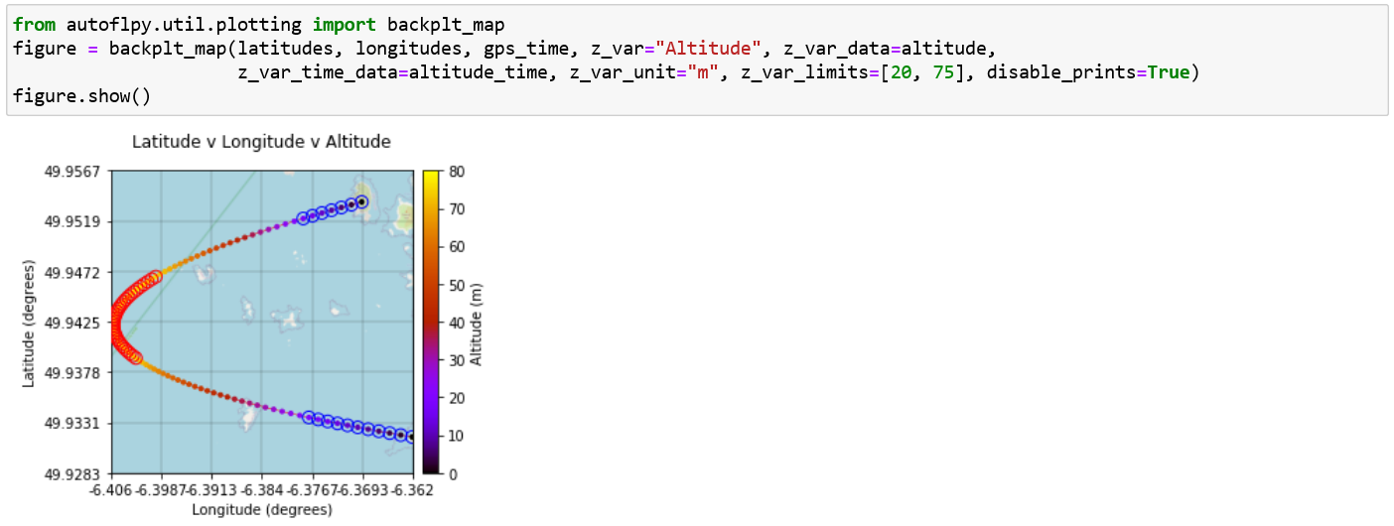 from autoflpy.util.plotting import backplt_map
figure = backplt_map(latitudes, longitudes, gps_time, z_var="Altitude", z_var_data=altitude,
z_var_time_data=altitude_time, z_var_unit="m", z_var_limits=[20, 75], disable_prints=True)
figure.show()
Latitude v Longitude v Altitude
49.9567
49.9519
49.9472
49.9425
49.9378
49.9331
49.9283
Latitude (degrees)
-6.406 -6.3987 -6.3913 -6.384 -6.3767 -6.3693 -6.362
Longitude (degrees)
80
70
60
50
40
30
20
10
0
Altitude (m)